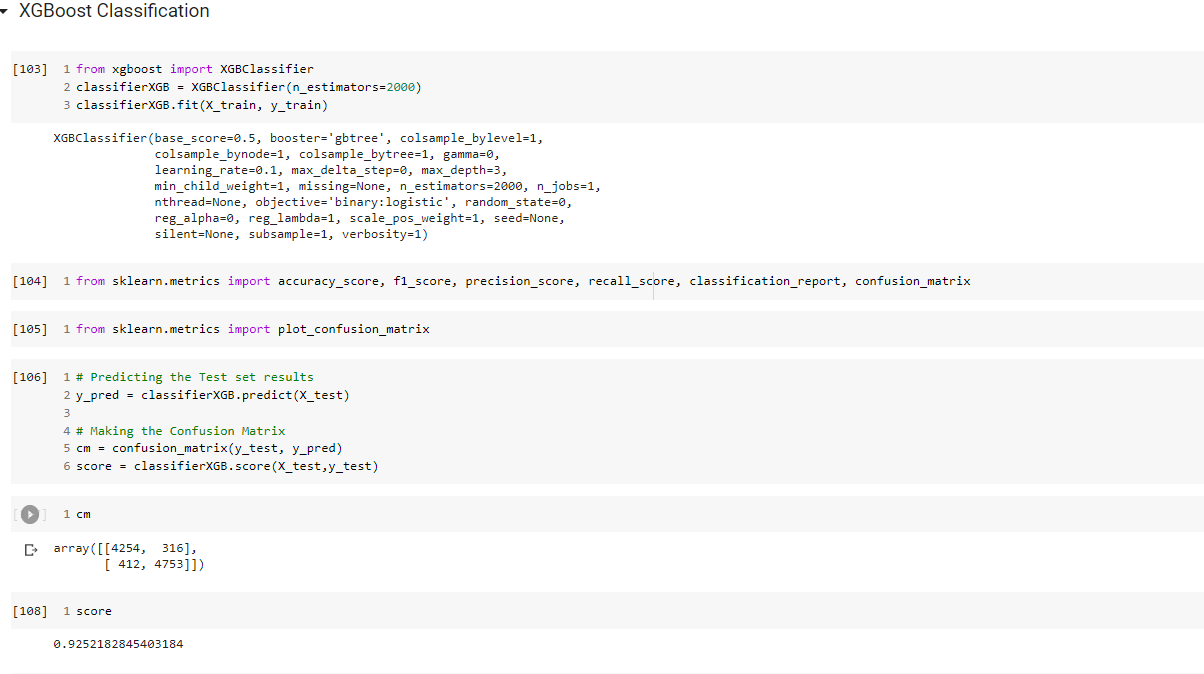 XGBoost Classification
[103] 1 from xgboost import XGBClassifier
2 classifierXGB = XGBClassifier(n_estimators=2000)
3 classifierXGB.fit(X_train, y_train)
XGBClassifier(base_score=0.5, booster='gbtree', colsample_bylevel=1,
colsample_bynode=1, colsample_bytree=1, gamma=0,
learning_rate=0.1, max_delta_step=0, max_depth=3,
min_child_weight=1, missing=None, n_estimators=2000, n_jobs=1,
nthread=None, objective='binary:logistic', random_state=0,
reg_alpha=0, reg_lambda=1, scale_pos_weight=1, seed=None,
silent=None, subsample=1, verbosity=1)
[104] 1 from sklearn.metrics import accuracy_score, f1_score, precision_score, recall_score, classification_report, confusion_matrix
[105] 1 from sklearn.metrics import plot_confusion_matrix
[106] 1 # Predicting the Test set results
2 y_pred = classifierXGB.predict(X_test)
3
4 # Making the Confusion Matrix
5 cm = confusion_matrix(y_test, y_pred)
6 score = classifierXGB.score(X_test,y_test)
[ ] 1 cm
array([[4254, 316],
[ 412, 4753]])
[108] 1 score
0.9252182845403184